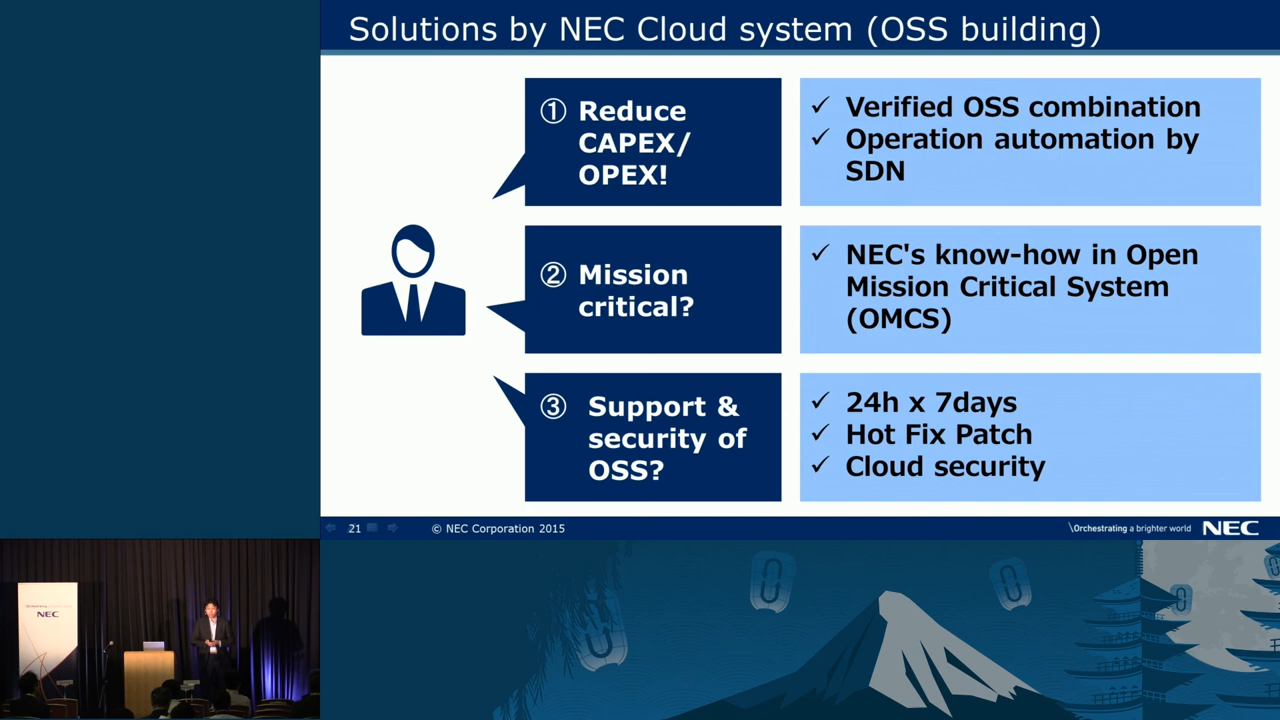 Solutions by NEC Cloud system (OSS building)
① Reduce
CAPEX/
OPEX!
✓ Verified OSS combination
✓ Operation automation by
SDN
② Mission
critical?
✓ NEC's know-how in Open
Mission Critical System
(OMCS)
③ Support &
security of
OSS?
✓ 24h x 7days
✓ Hot Fix Patch
✓ Cloud security
21
© NEC Corporation 2015
\Orchestrating a brighter world
NEC
NEC